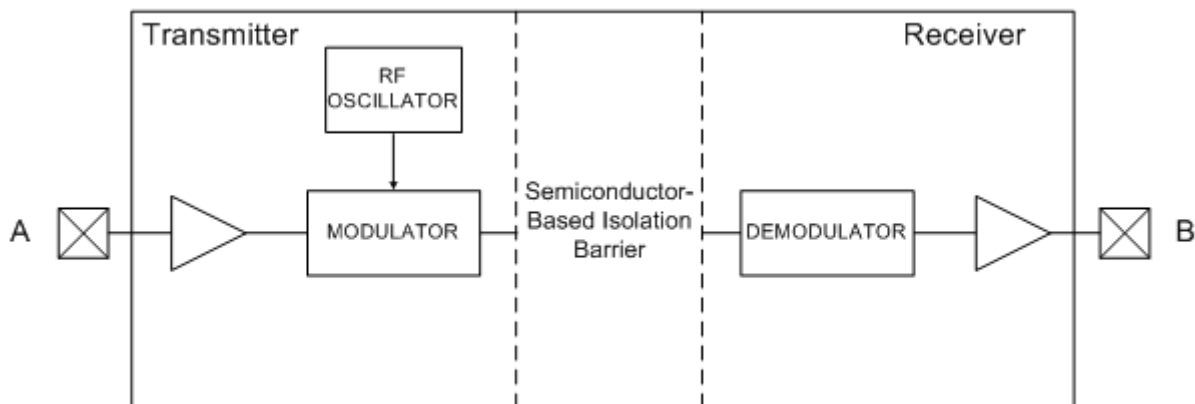 Transmitter
Receiver
RF
OSCILLATOR
A
MODULATOR
Semiconductor-
Based Isolation
Barrier
DEMODULATOR
B